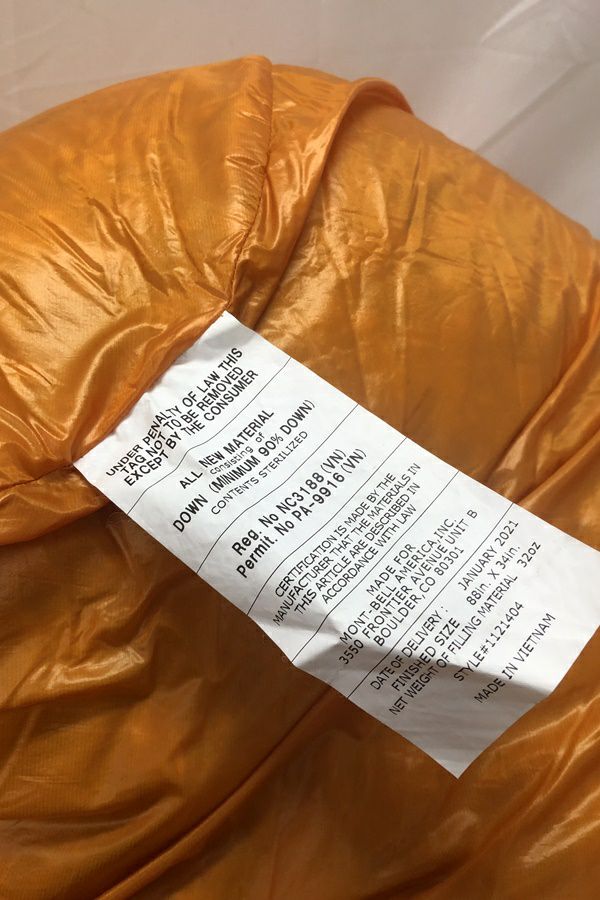 UNDER PENALTY OF LAW THIS
TAG NOT TO BE REMOVED
EXCEPT BY THE CONSUMER
ALL NEW MATERIAL
consisting of
DOWN (MINIMUM 90% DOWN)
CONTENTS STERILIZED
Reg. No NC3188 (VN)
Permit. No PA-9916 (VN)
CERTIFICATION IS MADE BY THE
MANUFACTURER THAT THE MATERIALS IN
THIS ARTICLE ARE DESCRIBED IN
ACCORDANCE WITH LAW
MADE FOR
MONT-BELL AMERICA,INC.
3550 FRONTIER AVENUE UNIT B
BOULDER,CO 80301
DATE OF DELIVERY : JANUARY 2021
FINISHED SIZE 88in. X 34in.
NET WEIGHT OF FILLING MATERIAL 32oz
STYLE#1121404
MADE IN VIETNAM